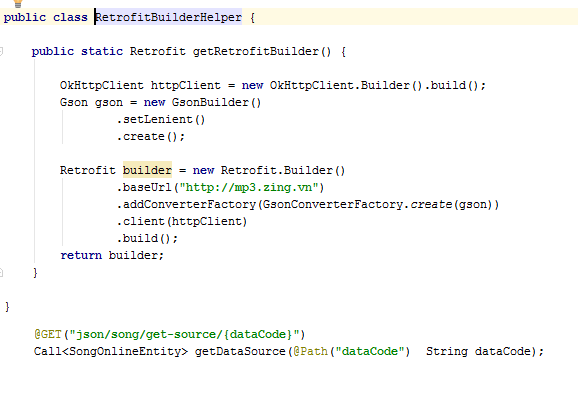 public class RetrofitBuilderHelper {
public static Retrofit getRetrofitBuilder() {
OkHttpClient httpClient = new OkHttpClient.Builder().build();
Gson gson = new GsonBuilder()
.setLenient()
.create();
Retrofit builder = new Retrofit.Builder()
.baseUrl("http://mp3.zing.vn")
.addConverterFactory(GsonConverterFactory.create(gson))
.client(httpClient)
.build();
return builder;
}
}
@GET("json/song/get-source/{dataCode}")
Call<SongOnlineEntity> getDataSource(@Path("dataCode")  String dataCode);